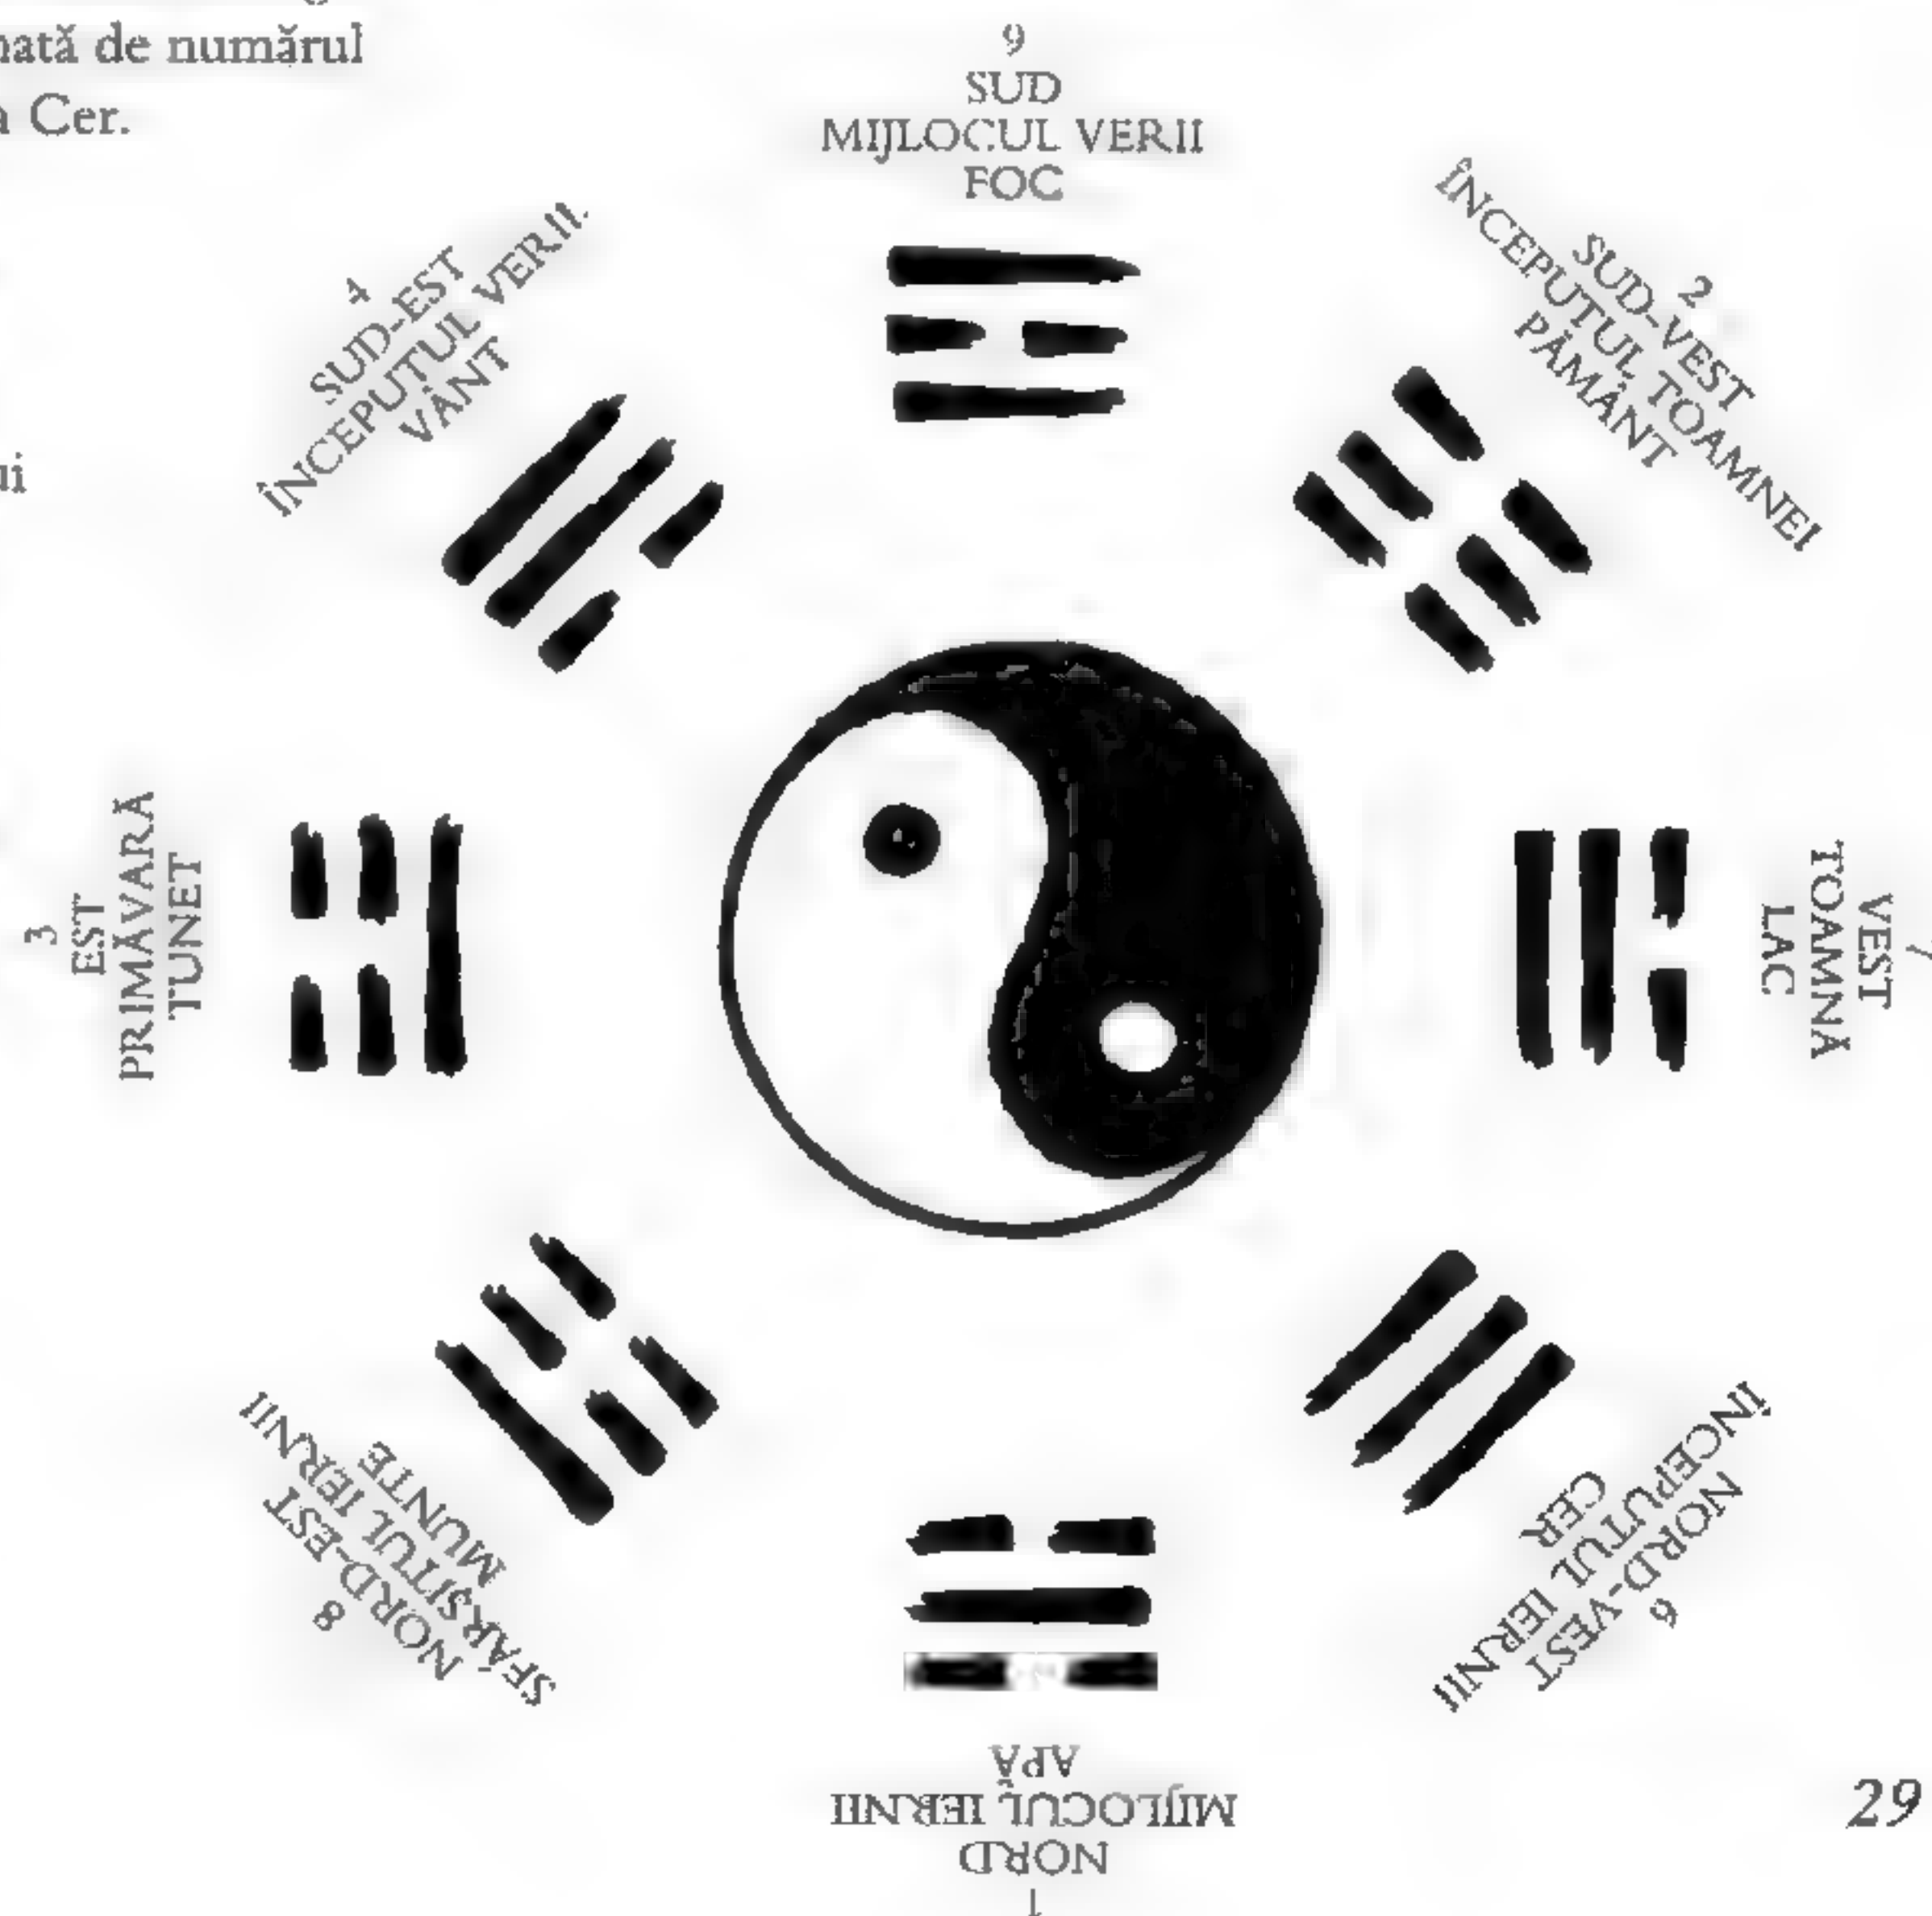 nată de numărul
a Cer.
ui
9
SUD
MIJLOCUL VERII
FOC
2
SUD-VEST
ÎNCEPUTUL TOAMNEI
PĂMÂNT
7
VEST
TOAMNĂ
LAC
6
NORD-VEST
ÎNCEPUTUL IERNII
CER
1
NORD
MIJLOCUL IERNII
APĂ
8
NORD-EST
SFÂRȘITUL IERNII
MUNTE
3
EST
PRIMĂVARĂ
TUNET
4
SUD-EST
ÎNCEPUTUL VERII.
VÂNT
29